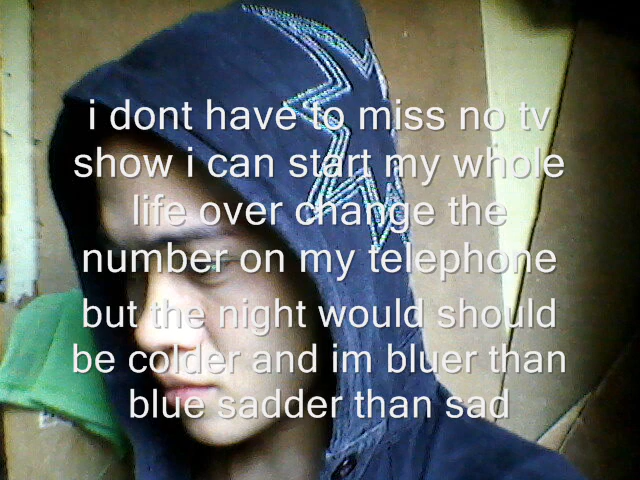 i dont have to miss no tv
show i can start my whole
life over change the
number on my telephone
but the night would should
be colder and im bluer than
blue sadder than sad